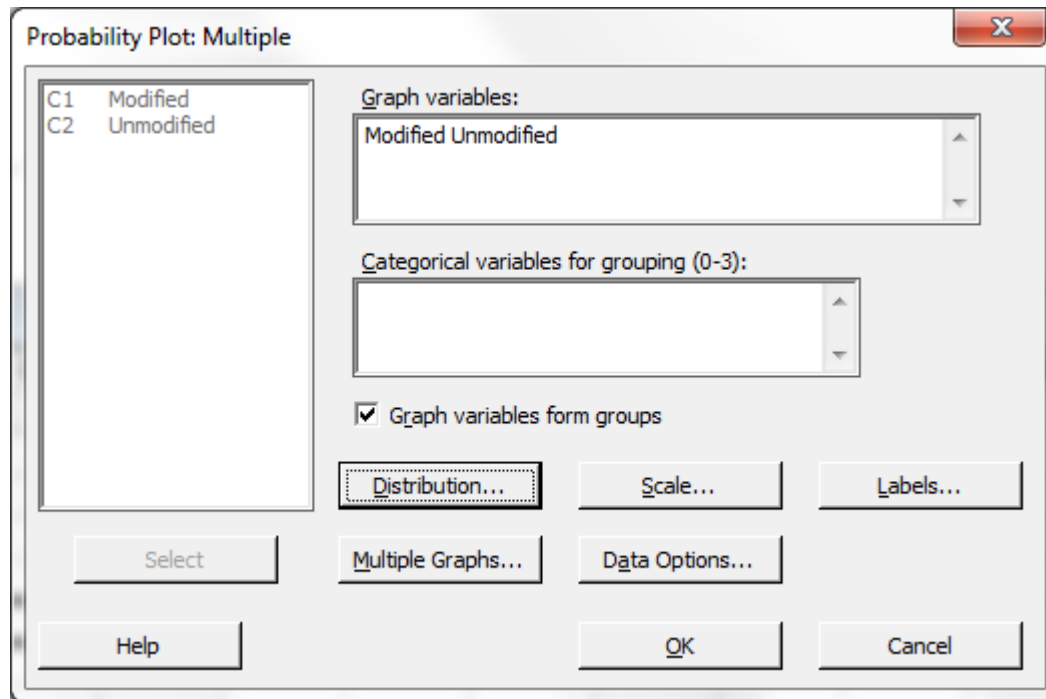 Probability Plot: Multiple
C1 Modified
C2 Unmodified
Graph variables:
Modified Unmodified
Categorical variables for grouping (0-3):
Graph variables form groups
Distribution...
Scale...
Labels...
Select
Multiple Graphs...
Data Options...
Help
OK
Cancel